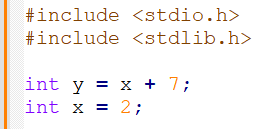 #include <stdio.h>
#include <stdlib.h>
int y = x + 7;
int x = 2;